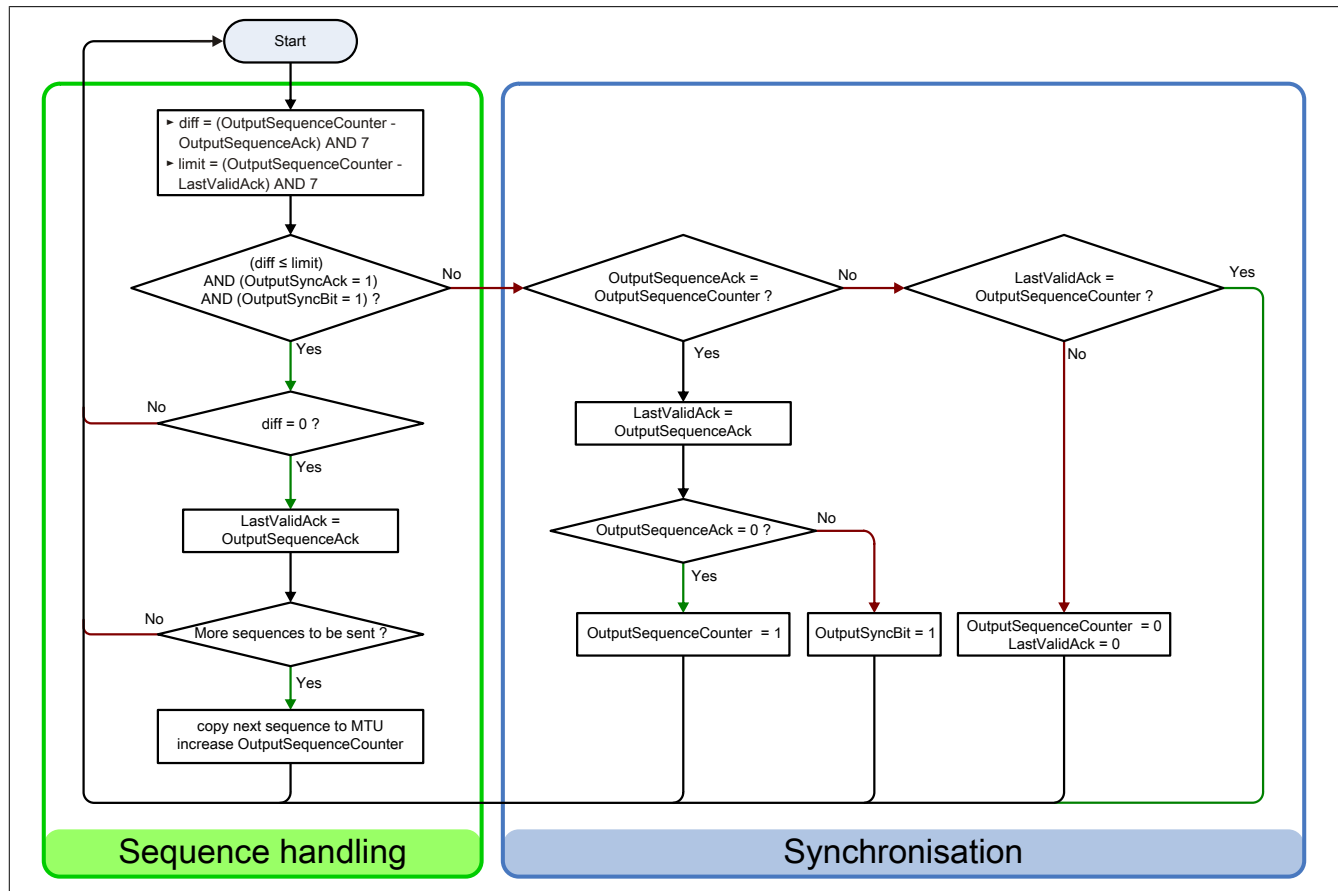 Start
► diff = (OutputSequenceCounter -
OutputSequenceAck) AND 7
► limit = (OutputSequenceCounter -
LastValidAck) AND 7
(diff ≤ limit)
AND (OutputSyncAck = 1)
AND (OutputSyncBit = 1) ?
No
Yes
diff = 0 ?
No
Yes
LastValidAck =
OutputSequenceAck
More sequences to be sent ?
No
Yes
copy next sequence to MTU
increase OutputSequenceCounter
Sequence handling
OutputSequenceAck =
OutputSequenceCounter ?
No
Yes
LastValidAck =
OutputSequenceAck
OutputSequenceAck = 0 ?
No
Yes
OutputSequenceCounter = 1
OutputSyncBit = 1
LastValidAck =
OutputSequenceCounter ?
Yes
No
OutputSequenceCounter = 0
LastValidAck = 0
Synchronisation